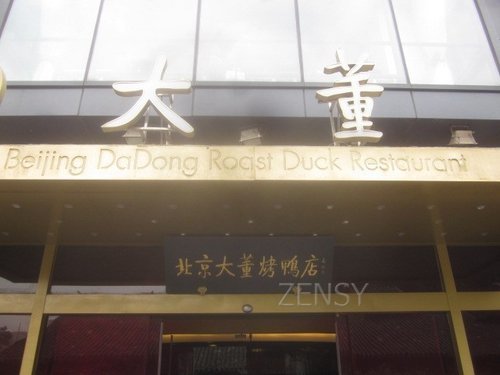 大董
Beijing DaDong Roast Duck Restaurant
北京大董烤鸭店
ZENSY